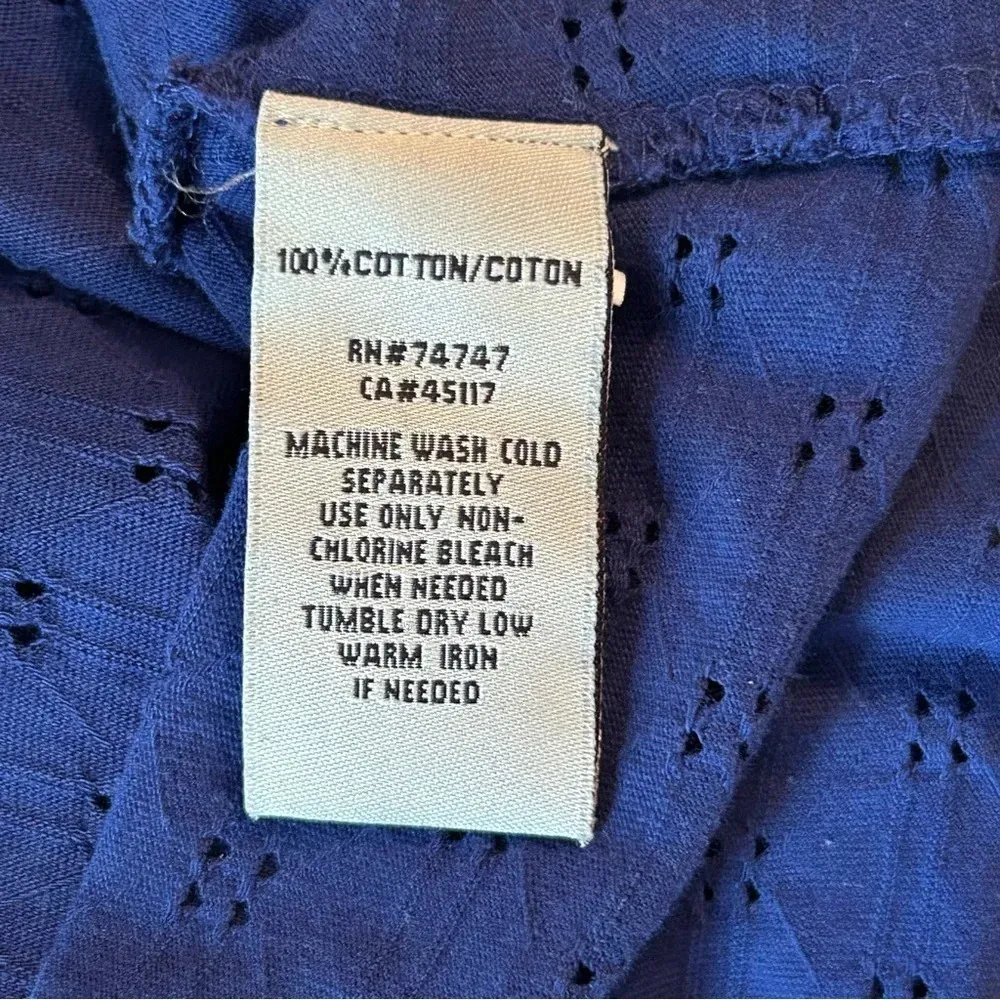 100%COTTON/COTON
RN#74747
CA#45117
MACHINE WASH COLD
SEPARATELY
USE ONLY NON-
CHLORINE BLEACH
WHEN NEEDED
TUMBLE DRY LOW
WARM IRON
IF NEEDED